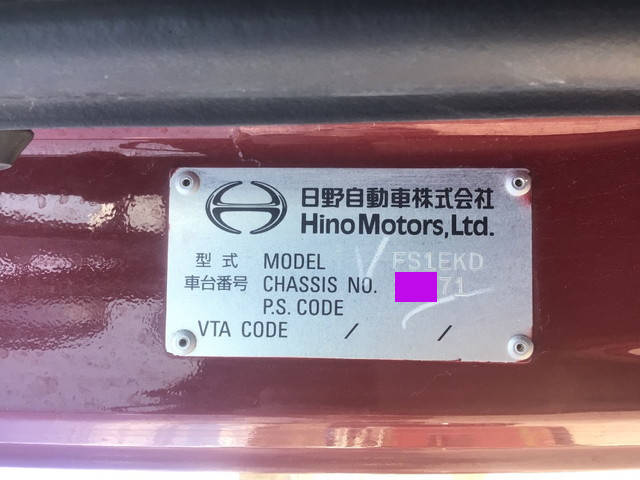 日野自動車株式会社
Hino Motors, Ltd.
型式 MODEL FS1EKD
車台番号 CHASSIS NO. 71
P.S. CODE
VTA CODE / /